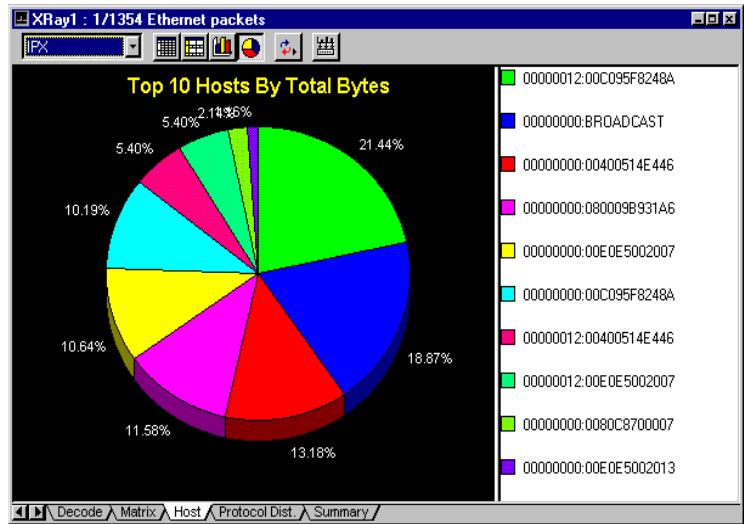 XRay1 : 1/1354 Ethernet packets
IPX
Top 10 Hosts By Total Bytes
21.44%
18.87%
13.18%
11.58%
10.64%
10.19%
5.40%
5.40%
00000012:00C095F8248A
00000000:BROADCAST
00000000:00400514E446
00000000:080009B931A6
00000000:00E0E5002007
00000000:00C095F8248A
00000012:00400514E446
00000012:00E0E5002007
00000000:0080C8700007
00000000:00E0E5002013
Decode
Matrix
Host
Protocol Dist.
Summary